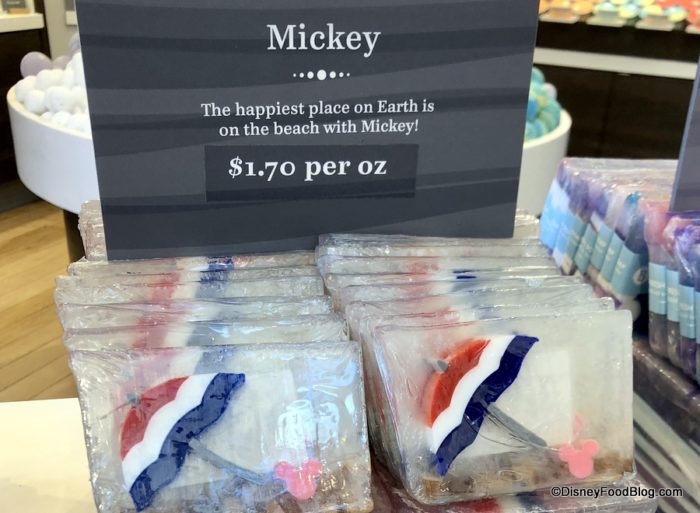 Mickey
The happiest place on Earth is
on the beach with Mickey!
$1.70 per oz
©DisneyFoodBlog.com